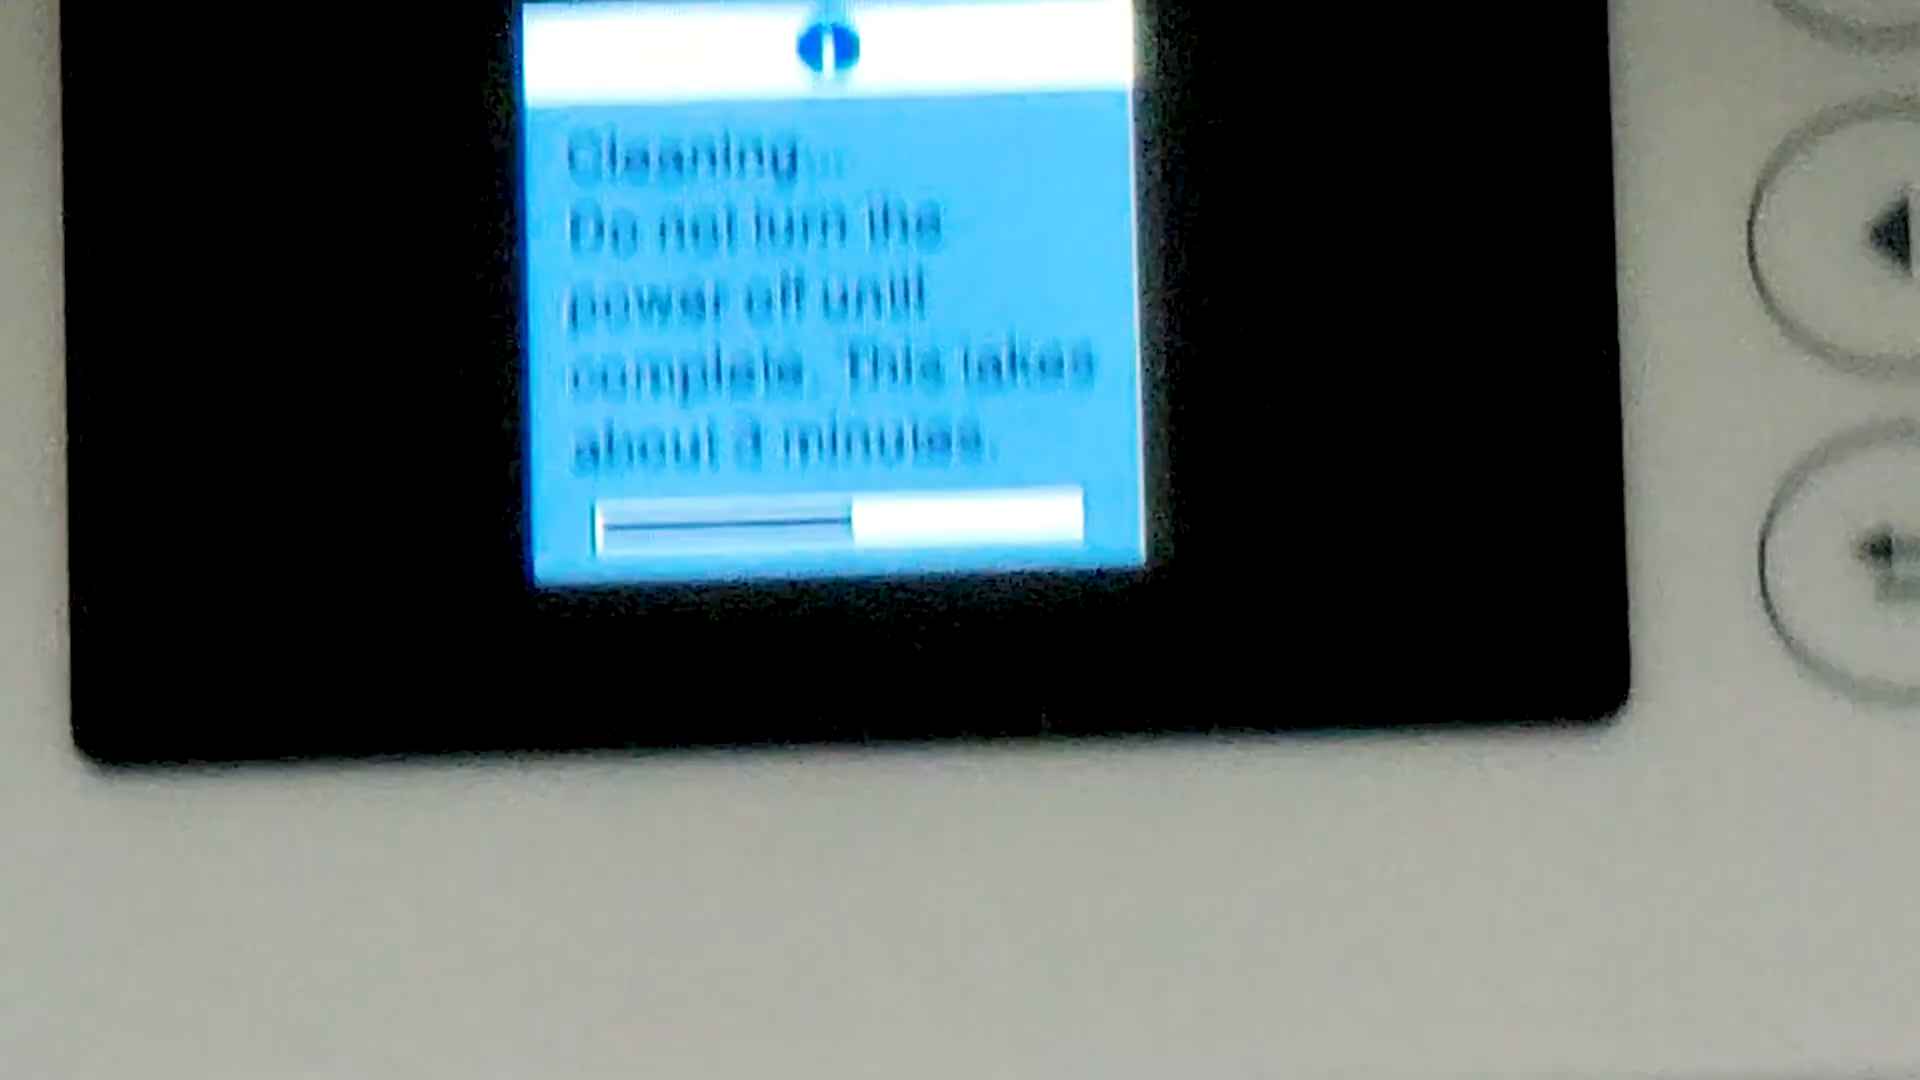 Cleaning...
Do not turn the
power off until
complete. This takes
about 3 minutes.